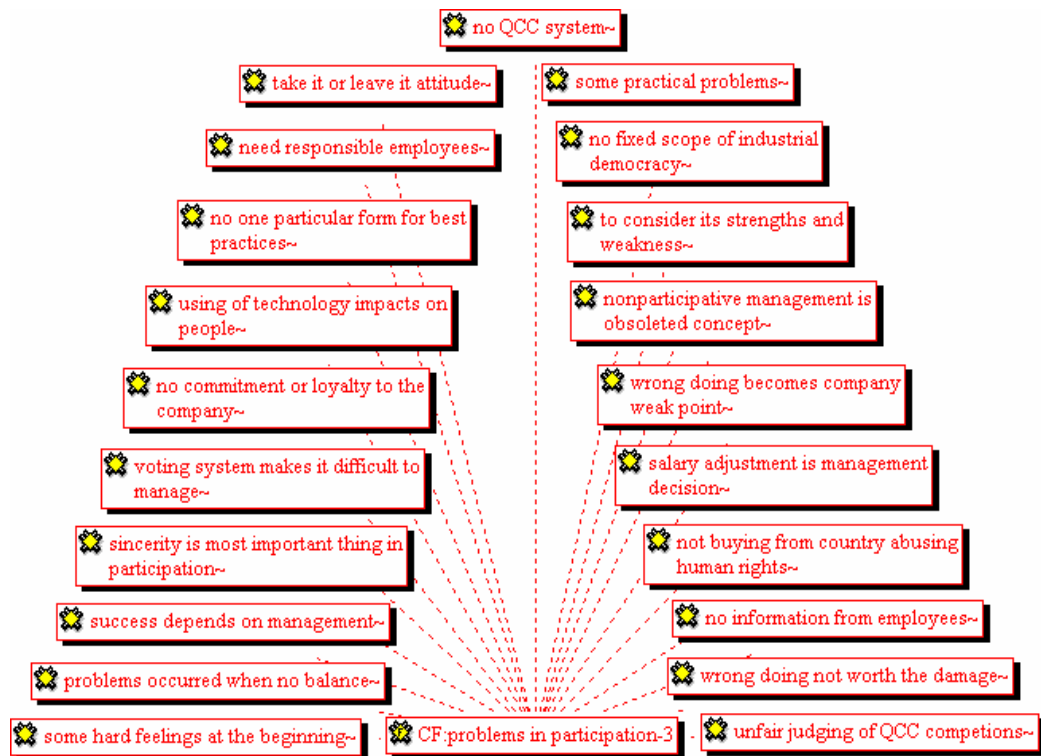 no QCC system~
take it or leave it attitude~
some practical problems~
need responsible employees~
no fixed scope of industrial
democracy~
no one particular form for best
practices~
to consider its strengths and
weakness~
using of technology impacts on
people~
nonparticipative management is
obsoleted concept~
no commitment or loyalty to the
company~
wrong doing becomes company
weak point~
voting system makes it difficult to
manage~
salary adjustment is management
decision~
sincerity is most important thing in
participation~
not buying from country abusing
human rights~
success depends on management~
no information from employees~
problems occurred when no balance~
wrong doing not worth the damage~
some hard feelings at the beginning~
F CF:problems in participation-3
unfair judging of QCC competions~